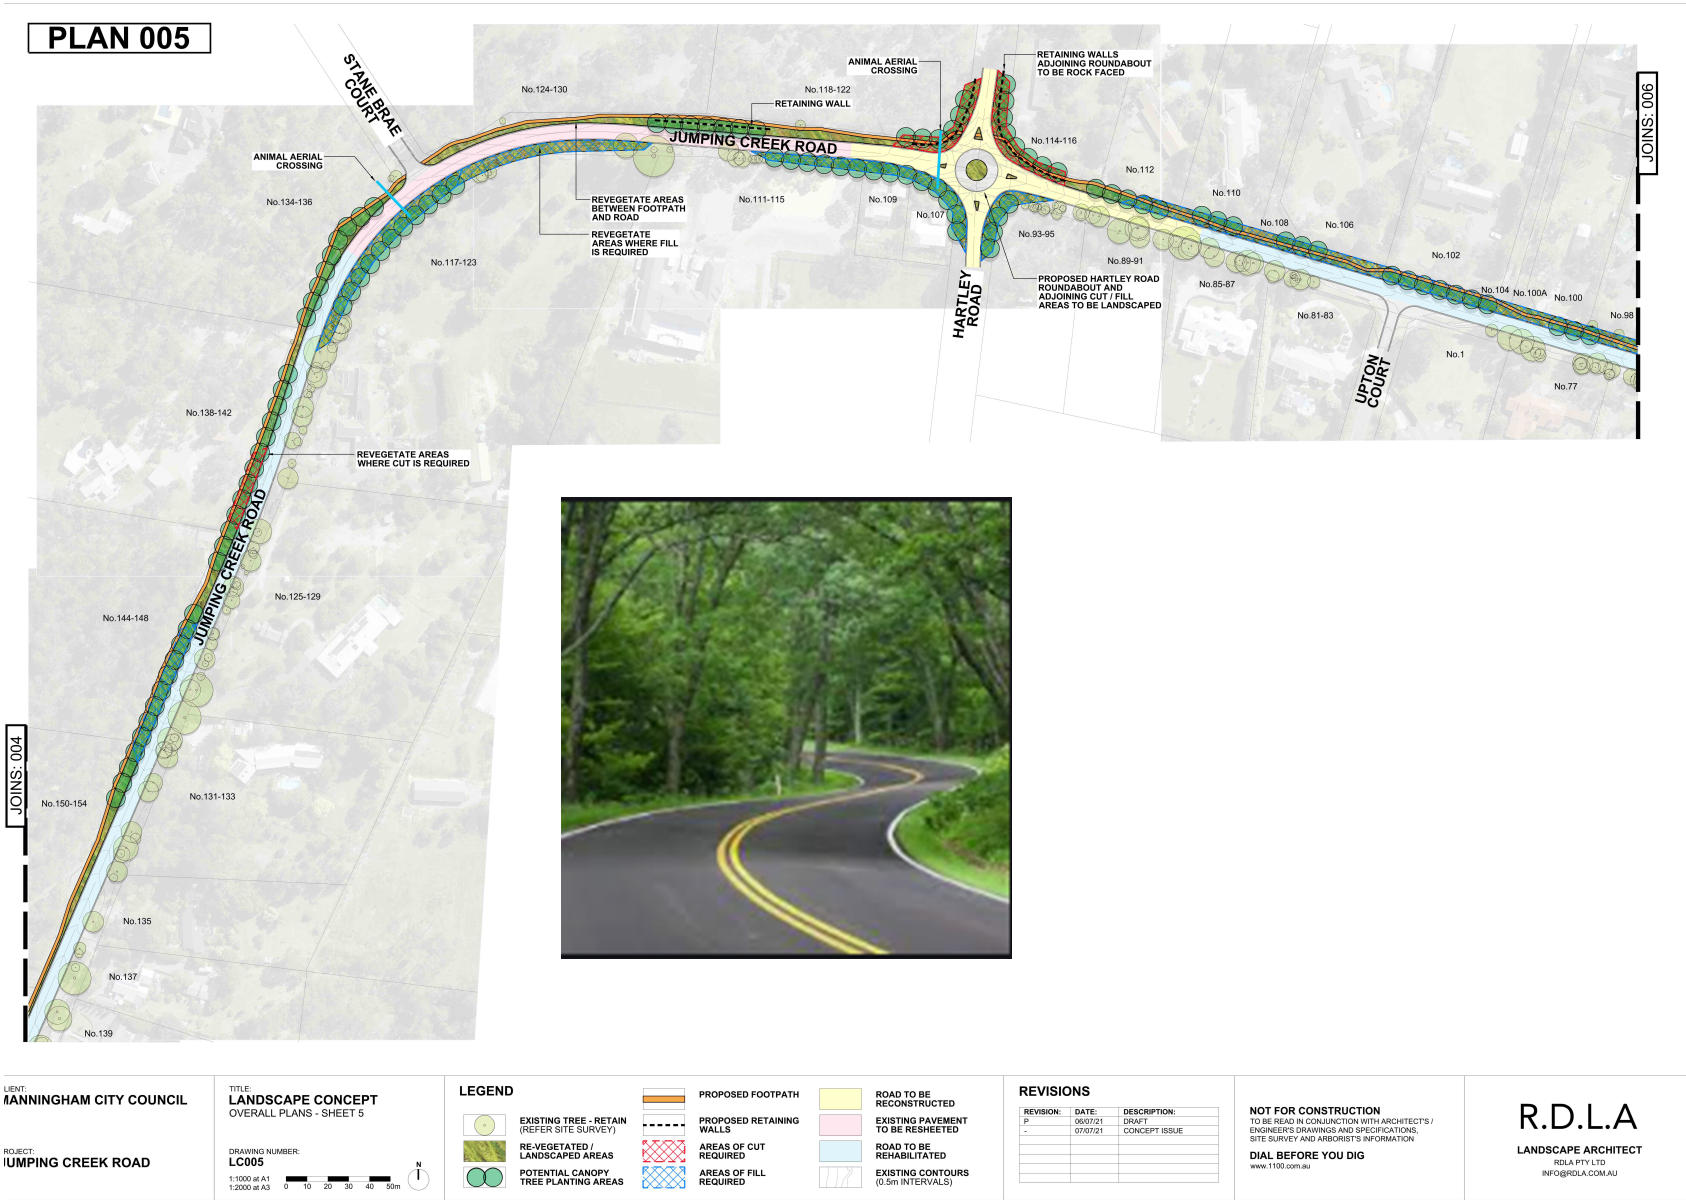 PLAN 005
STANE BRAE
COURT
No.124-130
No.118-122
ANIMAL AERIAL
CROSSING
RETAINING WALLS
ADJOINING ROUNDABOUT
TO BE ROCK FACED
RETAINING WALL
JUMPING CREEK ROAD
JOINS: 006
ANIMAL AERIAL
CROSSING
No.114-116
No.112
No.134-136
REVEGETATE AREAS
BETWEEN FOOTPATH
AND ROAD
No.111-115
No.109
No.107
No.110
No.108
No.106
REVEGETATE
AREAS WHERE FILL
IS REQUIRED
No.93-95
No.117-123
No.89-91
No.102
PROPOSED HARTLEY ROAD
ROUNDABOUT AND
ADJOINING CUT / FILL
AREAS TO BE LANDSCAPED
No.85-87
No.104
No.100A
No.100
No.98
HARTLEY
ROAD
No.81-83
No.1
UPTON
COURT
No.77
No.138-142
REVEGETATE AREAS
WHERE CUT IS REQUIRED
JUMPING CREEK ROAD
No.125-129
No.144-148
JOINS: 004
No.150-154
No.131-133
No.135
No.137
No.139
LIENT:
MANNINGHAM CITY COUNCIL
ROJECT:
JUMPING CREEK ROAD
TITLE:
LANDSCAPE CONCEPT
OVERALL PLANS - SHEET 5
DRAWING NUMBER:
LC005
1:1000 at A1
1:2000 at A3
0 10 20 30 40 50m
N
LEGEND
EXISTING TREE - RETAIN
(REFER SITE SURVEY)
RE-VEGETATED /
LANDSCAPED AREAS
POTENTIAL CANOPY
TREE PLANTING AREAS
PROPOSED FOOTPATH
PROPOSED RETAINING
WALLS
AREAS OF CUT
REQUIRED
AREAS OF FILL
REQUIRED
ROAD TO BE
RECONSTRUCTED
EXISTING PAVEMENT
TO BE RESHEETED
ROAD TO BE
REHABILITATED
EXISTING CONTOURS
(0.5m INTERVALS)
REVISIONS
REVISION: DATE: DESCRIPTION:
P 06/07/21 DRAFT
- 07/07/21 CONCEPT ISSUE
NOT FOR CONSTRUCTION
TO BE READ IN CONJUNCTION WITH ARCHITECT'S /
ENGINEER'S DRAWINGS AND SPECIFICATIONS,
SITE SURVEY AND ARBORIST'S INFORMATION
DIAL BEFORE YOU DIG
www.1100.com.au
R.D.L.A
LANDSCAPE ARCHITECT
RDLA PTY LTD
INFO@RDLA.COM.AU